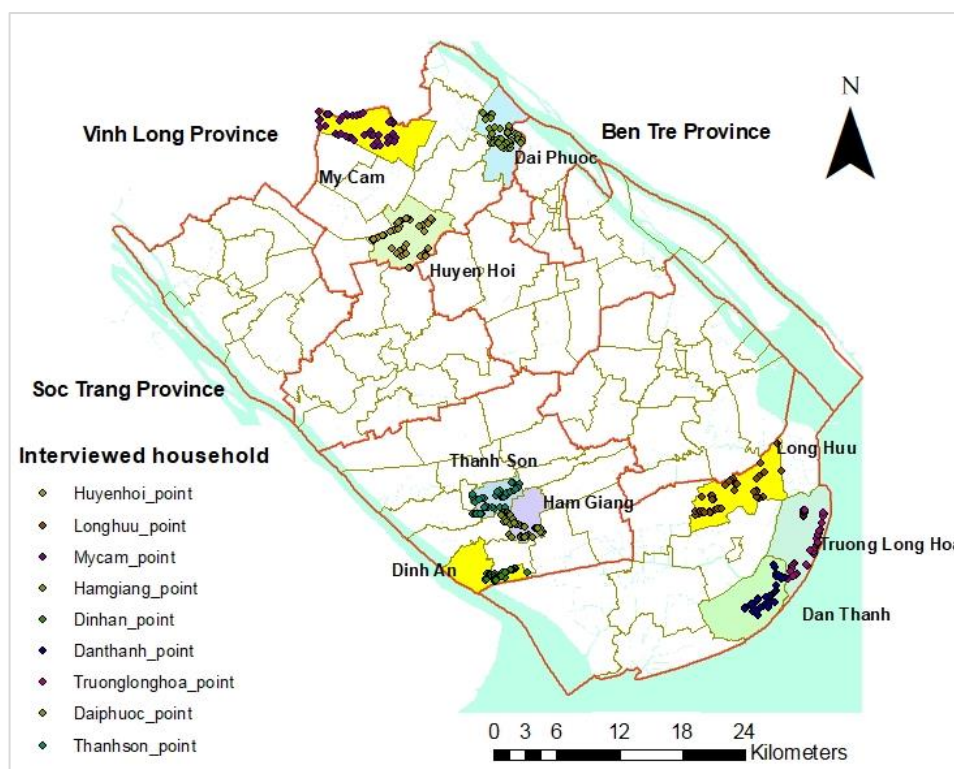 N
Vinh Long Province
Ben Tre Province
Dai Phuoc
My Cam
Huyen Hoi
Soc Trang Province
Long Huu
Interviewed household
Thanh Son
Ham Giang
Huyenhoi_point
Longhuu_point
Truong Long Hoa
Mycam_point
Dinh An
Hamgiang_point
Dinhan_point
Dan Thanh
Danthanh_point
Truonglonghoa_point
Daiphuoc_point
Thanhson_point
0 3 6 12 18 24
Kilometers